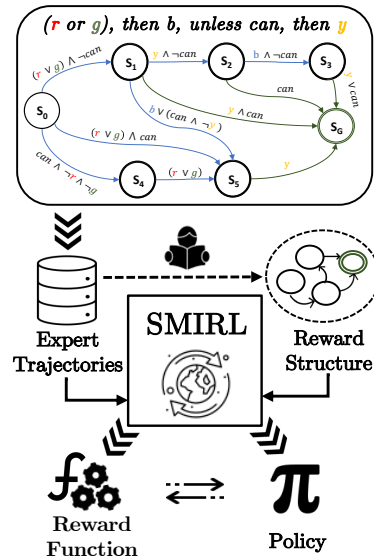 (r or g), then b, unless can, then y
(r ∨ g) ∧ ¬can
S₁
y ∧ ¬can
S₂
b ∧ ¬can
S₃
y ∨ can
can
S₀
b ∨ (can ∧ ¬y)
y ∧ can
S_G
(r ∨ g) ∧ can
can ∧ ¬r ∧ ¬g
S₄
(r ∨ g)
S₅
y
Expert
Trajectories
SMIRL
Reward
Structure
f
Reward
Function
π
Policy